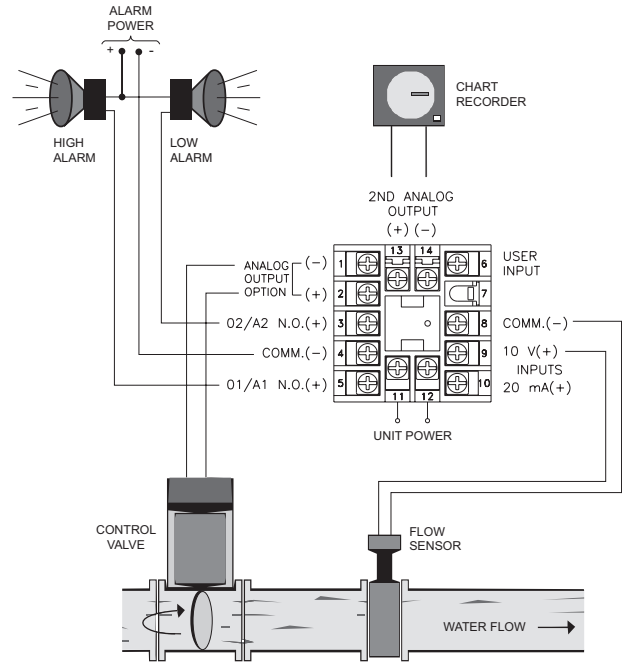 ALARM
POWER
+ -
HIGH
ALARM
LOW
ALARM
CHART
RECORDER
2ND ANALOG
OUTPUT
(+) (-)
13 14
ANALOG
OUTPUT
OPTION
(-) 1
(+) 2
O2/A2 N.O.(+) 3
COMM.(-) 4
O1/A1 N.O.(+) 5
6 USER
INPUT
7
8 COMM.(-)
9 10 V(+)
INPUTS
10 20 mA(+)
11 12
UNIT POWER
CONTROL
VALVE
FLOW
SENSOR
WATER FLOW